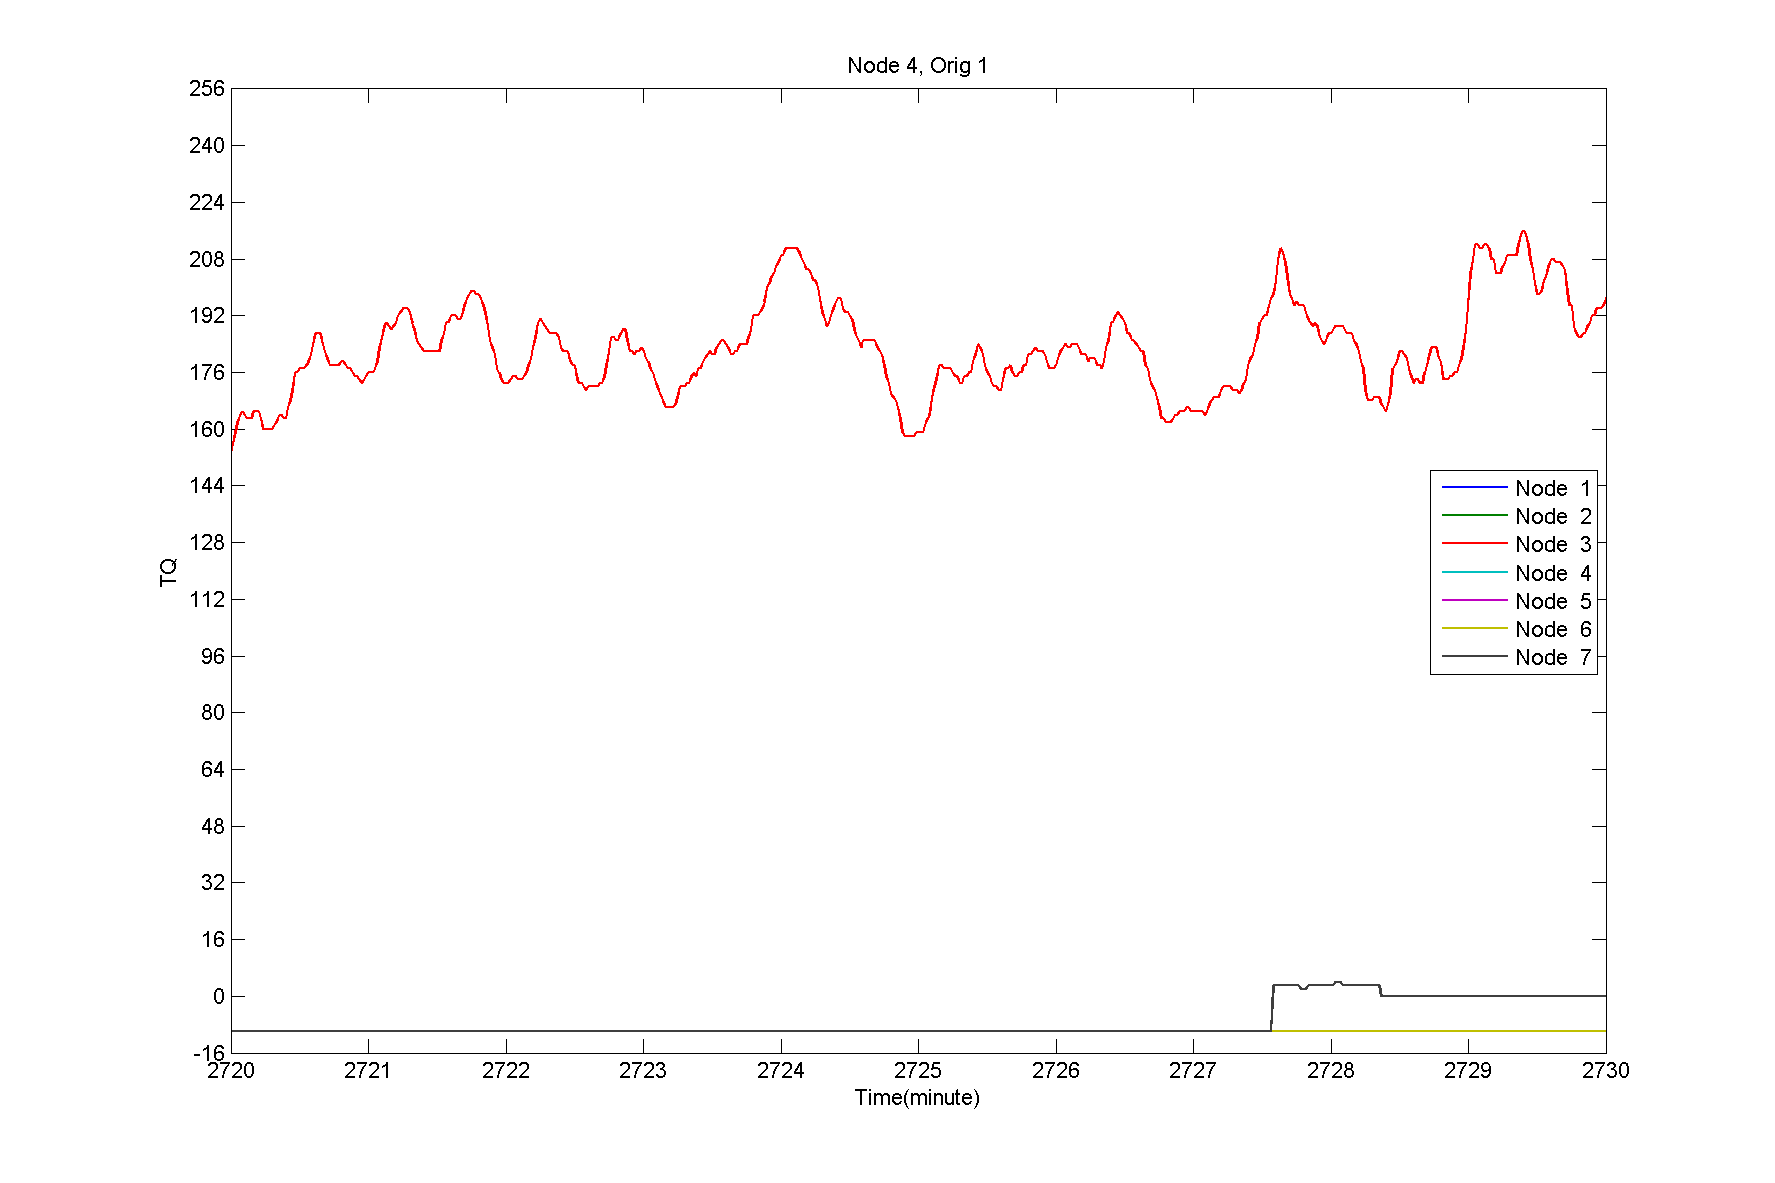 Node 4, Orig 1
256
240
224
208
192
176
160
144
128
112
96
80
64
48
32
16
0
-16
TQ
Node 1
Node 2
Node 3
Node 4
Node 5
Node 6
Node 7
2720 2721 2722 2723 2724 2725 2726 2727 2728 2729 2730
Time(minute)